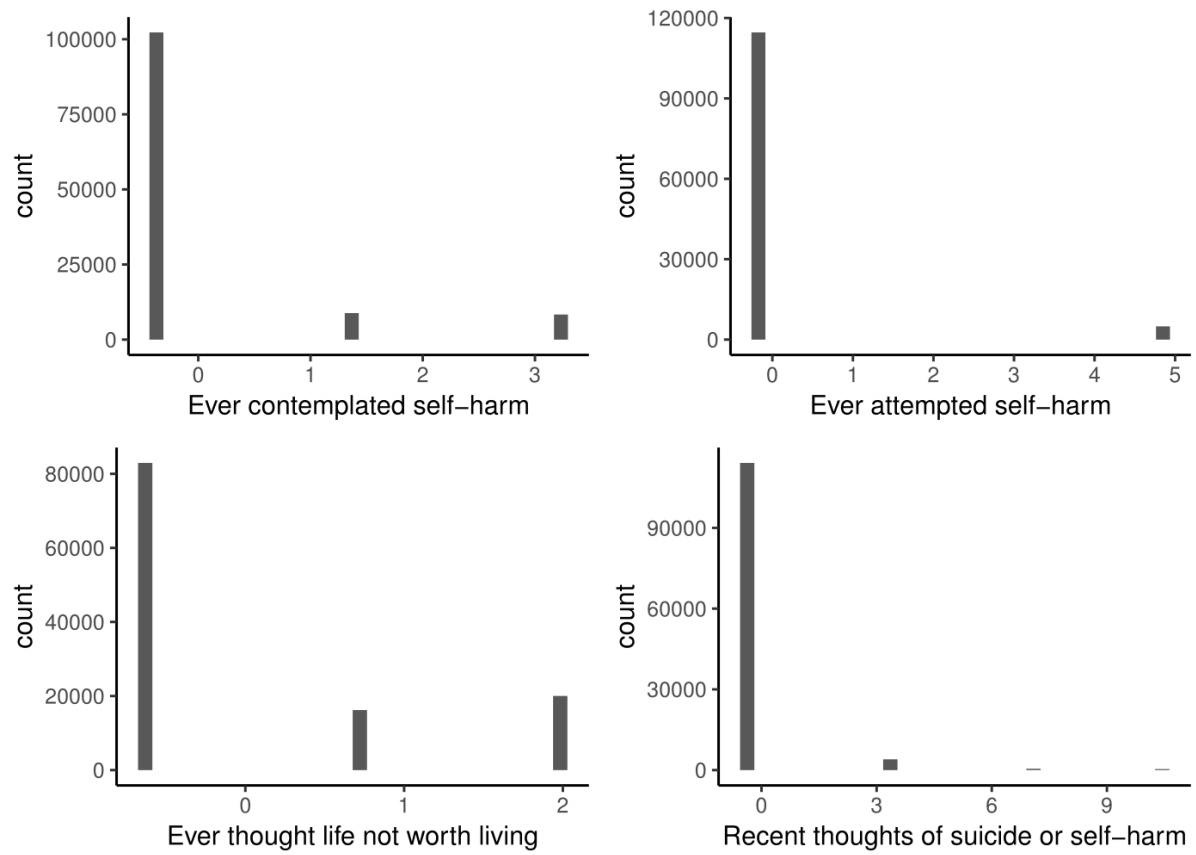 100000
75000
50000
25000
0
count
0 1 2 3
Ever contemplated self−harm
120000
90000
60000
30000
0
count
0 1 2 3 4 5
Ever attempted self−harm
80000
60000
40000
20000
0
count
0 1 2
Ever thought life not worth living
90000
60000
30000
0
count
0 3 6 9
Recent thoughts of suicide or self−harm